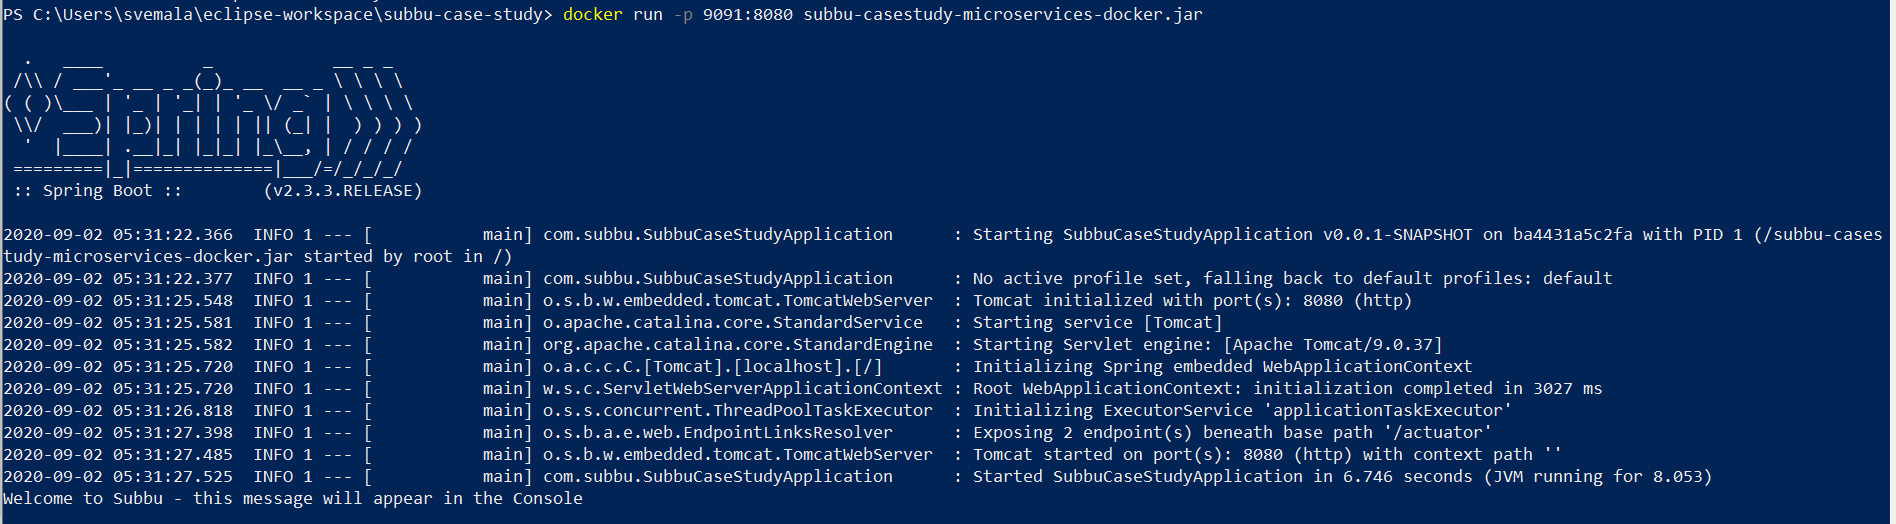 PS C:\Users\svemala\eclipse-workspace\subbu-case-study> docker run -p 9091:8080 subbu-casestudy-microservices-docker.jar

  .   ____          _            __ _ _
 /\\ / ___'_ __ _ _(_)_ __  __ _ \ \ \ \
( ( )\___ | '_ | '_| | '_ \/ _` | \ \ \ \
 \\/  ___)| |_)| | | | | || (_| |  ) ) ) )
  '  |____| .__|_| |_|_| |_\__, | / / / /
 =========|_|==============|___/=/_/_/_/
 :: Spring Boot ::        (v2.3.3.RELEASE)

2020-09-02 05:31:22.366  INFO 1 --- [           main] com.subbu.SubbuCaseStudyApplication      : Starting SubbuCaseStudyApplication v0.0.1-SNAPSHOT on ba4431a5c2fa with PID 1 (/subbu-cases
tudy-microservices-docker.jar started by root in /)
2020-09-02 05:31:22.377  INFO 1 --- [           main] com.subbu.SubbuCaseStudyApplication      : No active profile set, falling back to default profiles: default
2020-09-02 05:31:25.548  INFO 1 --- [           main] o.s.b.w.embedded.tomcat.TomcatWebServer  : Tomcat initialized with port(s): 8080 (http)
2020-09-02 05:31:25.581  INFO 1 --- [           main] o.apache.catalina.core.StandardService   : Starting service [Tomcat]
2020-09-02 05:31:25.582  INFO 1 --- [           main] org.apache.catalina.core.StandardEngine  : Starting Servlet engine: [Apache Tomcat/9.0.37]
2020-09-02 05:31:25.720  INFO 1 --- [           main] o.a.c.c.C.[Tomcat].[localhost].[/]       : Initializing Spring embedded WebApplicationContext
2020-09-02 05:31:25.720  INFO 1 --- [           main] w.s.c.ServletWebServerApplicationContext : Root WebApplicationContext: initialization completed in 3027 ms
2020-09-02 05:31:26.818  INFO 1 --- [           main] o.s.s.concurrent.ThreadPoolTaskExecutor  : Initializing ExecutorService 'applicationTaskExecutor'
2020-09-02 05:31:27.398  INFO 1 --- [           main] o.s.b.a.e.web.EndpointLinksResolver      : Exposing 2 endpoint(s) beneath base path '/actuator'
2020-09-02 05:31:27.485  INFO 1 --- [           main] o.s.b.w.embedded.tomcat.TomcatWebServer  : Tomcat started on port(s): 8080 (http) with context path ''
2020-09-02 05:31:27.525  INFO 1 --- [           main] com.subbu.SubbuCaseStudyApplication      : Started SubbuCaseStudyApplication in 6.746 seconds (JVM running for 8.053)
Welcome to Subbu - this message will appear in the Console